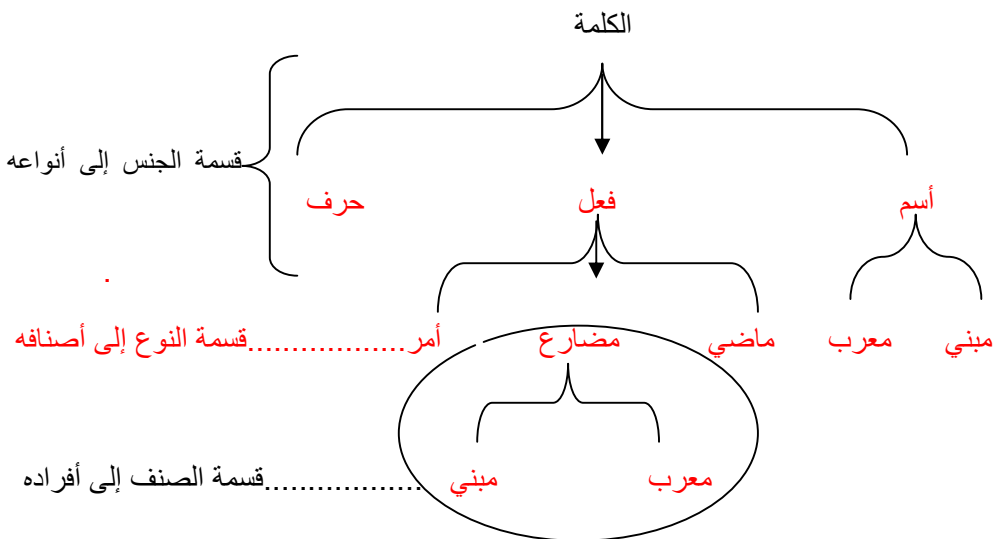 الكلمة
قسمة الجنس إلى أنواعه
أسم فعل حرف
.
مبني معرب ماضي مضارع أمر.................قسمة النوع إلى أصنافه
معرب مبني .................قسمة الصنف إلى أفراده